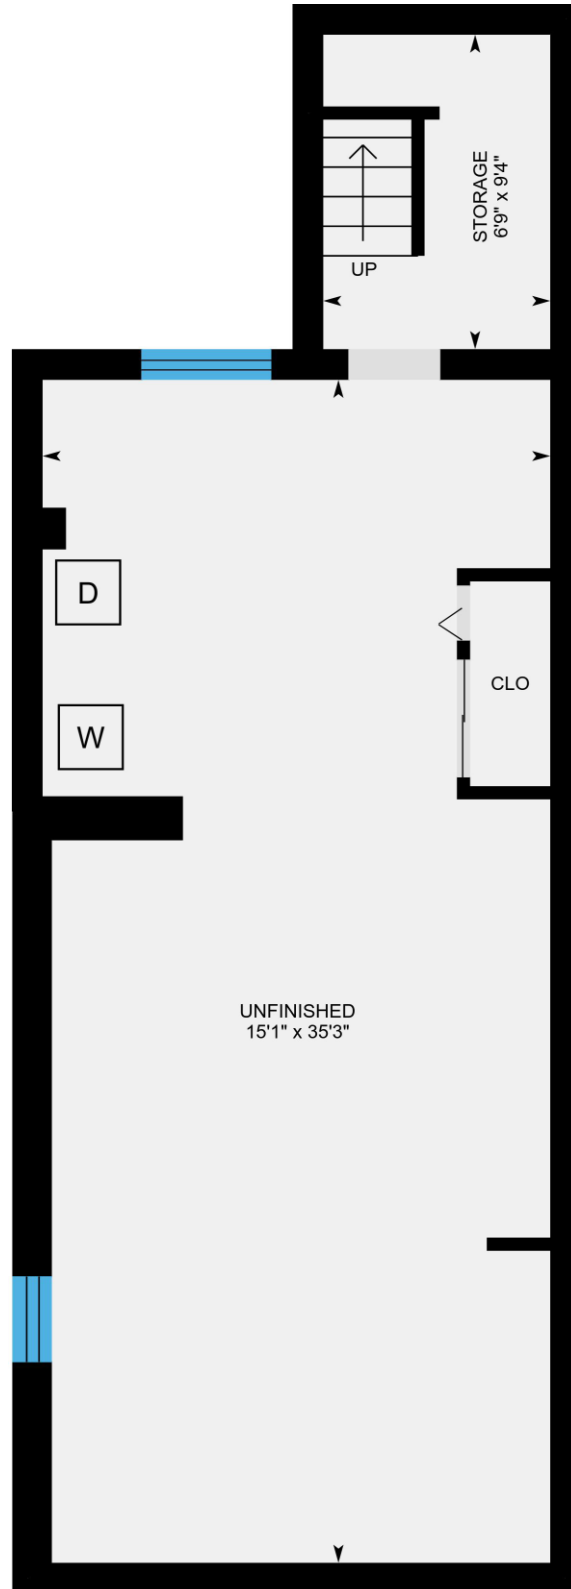 STORAGE
6'9" x 9'4"
UP
D
CLO
W
UNFINISHED
15'1" x 35'3"